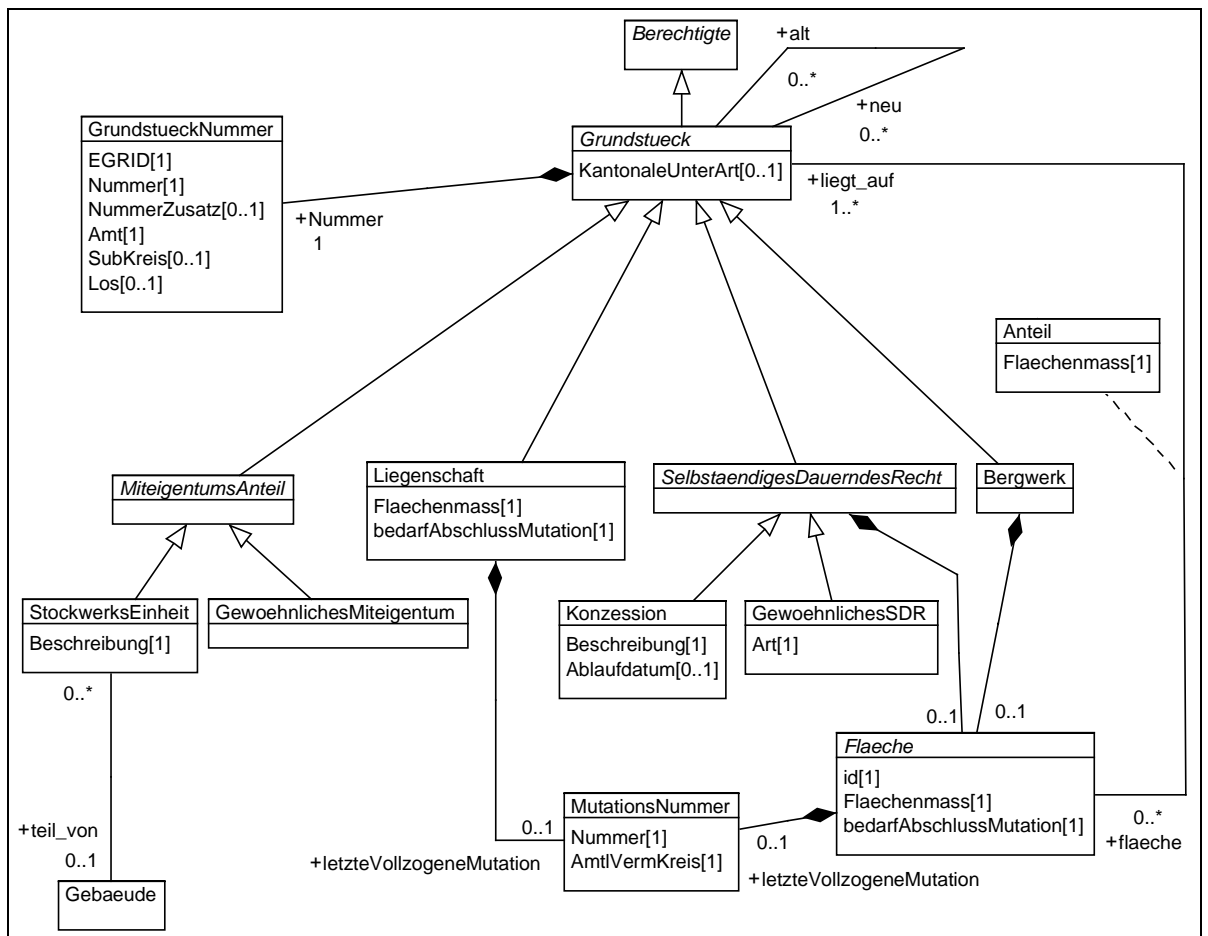 Berechtigte
+alt
0..*
+neu
0..*
GrundstueckNummer
EGRID[1]
Nummer[1]
NummerZusatz[0..1]
Amt[1]
SubKreis[0..1]
Los[0..1]
+Nummer
1
Grundstueck
KantonaleUnterArt[0..1]
+liegt_auf
1..*
Anteil
Flaechenmass[1]
MiteigentumsAnteil
Liegenschaft
Flaechenmass[1]
bedarfAbschlussMutation[1]
SelbstaendigesDauerndesRecht
Bergwerk
StockwerksEinheit
Beschreibung[1]
GewoehnlichesMiteigentum
Konzession
Beschreibung[1]
Ablaufdatum[0..1]
GewoehnlichesSDR
Art[1]
0..*
0..1
0..1
Flaeche
id[1]
Flaechenmass[1]
bedarfAbschlussMutation[1]
MutationsNummer
Nummer[1]
AmtlVermKreis[1]
0..1
+letzteVollzogeneMutation
0..1
+letzteVollzogeneMutation
0..*
+flaeche
+teil_von
0..1
Gebaeude